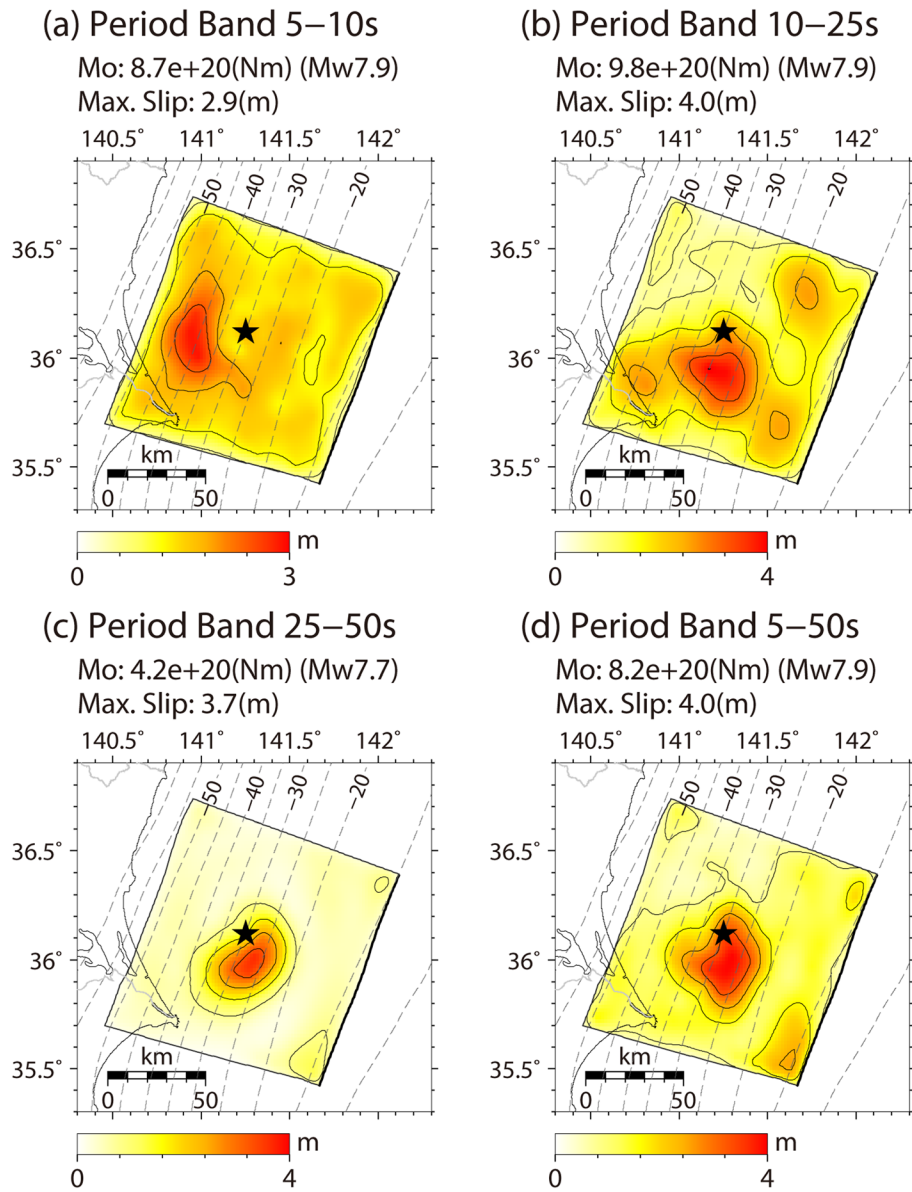 (a) Period Band 5−10s
Mo: 8.7e+20(Nm) (Mw7.9)
Max. Slip: 2.9(m)
140.5˚ 141˚ 141.5˚ 142˚
−50 −40 −30 −20
36.5˚
36˚
35.5˚
km
0 50
m
0 3
(b) Period Band 10−25s
Mo: 9.8e+20(Nm) (Mw7.9)
Max. Slip: 4.0(m)
140.5˚ 141˚ 141.5˚ 142˚
−50 −40 −30 −20
36.5˚
36˚
35.5˚
km
0 50
m
0 4
(c) Period Band 25−50s
Mo: 4.2e+20(Nm) (Mw7.7)
Max. Slip: 3.7(m)
140.5˚ 141˚ 141.5˚ 142˚
−50 −40 −30 −20
36.5˚
36˚
35.5˚
km
0 50
m
0 4
(d) Period Band 5−50s
Mo: 8.2e+20(Nm) (Mw7.9)
Max. Slip: 4.0(m)
140.5˚ 141˚ 141.5˚ 142˚
−50 −40 −30 −20
36.5˚
36˚
35.5˚
km
0 50
m
0 4